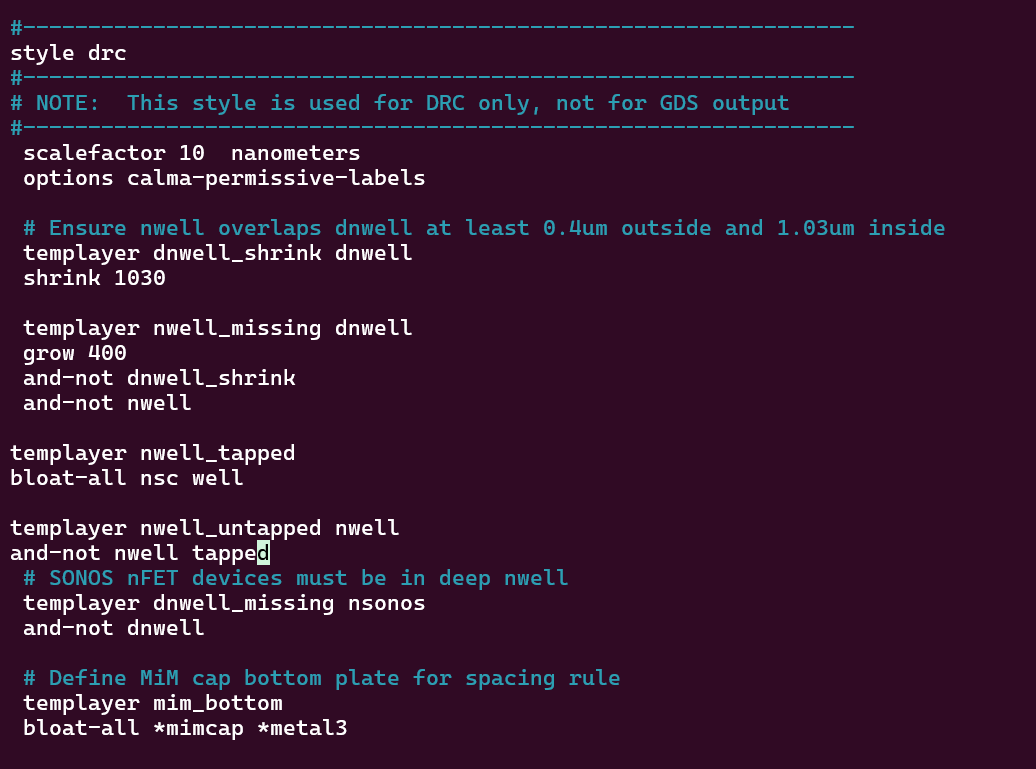 #----------------------------------------------------------------
style drc
#----------------------------------------------------------------
# NOTE:  This style is used for DRC only, not for GDS output
#----------------------------------------------------------------
 scalefactor 10  nanometers
 options calma-permissive-labels

 # Ensure nwell overlaps dnwell at least 0.4um outside and 1.03um inside
 templayer dnwell_shrink dnwell
 shrink 1030

 templayer nwell_missing dnwell
 grow 400
 and-not dnwell_shrink
 and-not nwell

templayer nwell_tapped
bloat-all nsc well

templayer nwell_untapped nwell
and-not nwell tapped
 # SONOS nFET devices must be in deep nwell
 templayer dnwell_missing nsonos
 and-not dnwell

 # Define MiM cap bottom plate for spacing rule
 templayer mim_bottom
 bloat-all *mimcap *metal3